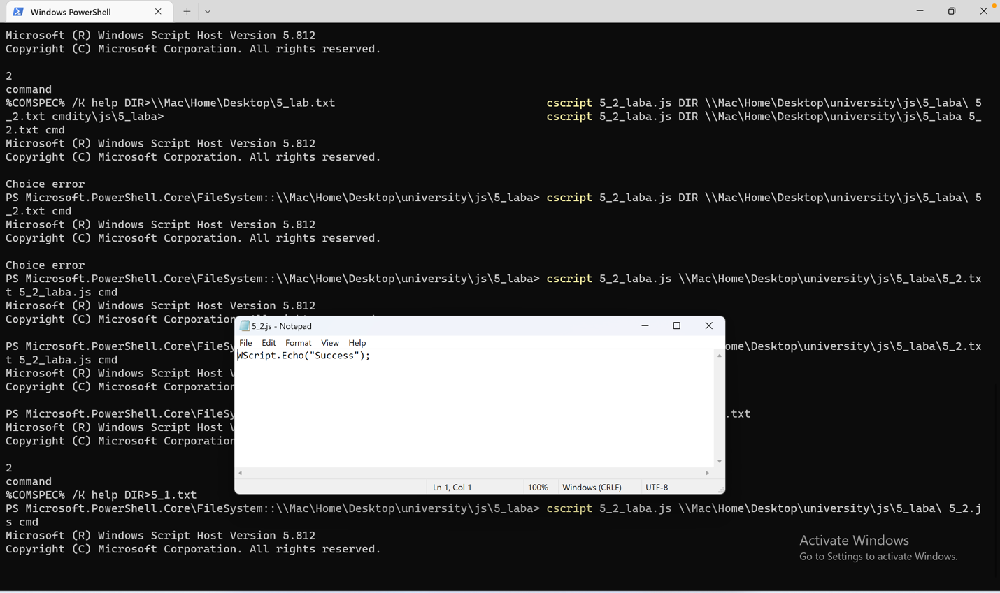 Windows PowerShell
Microsoft (R) Windows Script Host Version 5.812
Copyright (C) Microsoft Corporation. All rights reserved.
2
command
%COMSPEC% /K help DIR>\\Mac\Home\Desktop\5_lab.txt cscript 5_2_laba.js DIR \\Mac\Home\Desktop\university\js\5_laba\ 5
_2.txt cmdity\js\5_laba> cscript 5_2_laba.js DIR \\Mac\Home\Desktop\university\js\5_laba 5_
2.txt cmd
Microsoft (R) Windows Script Host Version 5.812
Copyright (C) Microsoft Corporation. All rights reserved.
Choice error
PS Microsoft.PowerShell.Core\FileSystem::\\Mac\Home\Desktop\university\js\5_laba> cscript 5_2_laba.js DIR \\Mac\Home\Desktop\university\js\5_laba\ 5
_2.txt cmd
Microsoft (R) Windows Script Host Version 5.812
Copyright (C) Microsoft Corporation. All rights reserved.
Choice error
PS Microsoft.PowerShell.Core\FileSystem::\\Mac\Home\Desktop\university\js\5_laba> cscript 5_2_laba.js \\Mac\Home\Desktop\university\js\5_laba\5_2.tx
t 5_2_laba.js cmd
Microsoft (R) Windows Script Host Version 5.812
Copyright (C) Microsoft Corporation
PS Microsoft.PowerShell.Core\FileSy ome\Desktop\university\js\5_laba\5_2.tx
t 5_2_laba.js cmd
Microsoft (R) Windows Script Host V
Copyright (C) Microsoft Corporation
PS Microsoft.PowerShell.Core\FileSy .txt
Microsoft (R) Windows Script Host V
Copyright (C) Microsoft Corporation
2
command
%COMSPEC% /K help DIR>5_1.txt
PS Microsoft.PowerShell.Core\FileSystem::\\Mac\Home\Desktop\university\js\5_laba> cscript 5_2_laba.js \\Mac\Home\Desktop\university\js\5_laba\ 5_2.j
s cmd
Microsoft (R) Windows Script Host Version 5.812
Copyright (C) Microsoft Corporation. All rights reserved.
5_2.js - Notepad
File Edit Format View Help
WScript.Echo("Success");
Ln 1, Col 1 100% Windows (CRLF) UTF-8
Activate Windows
Go to Settings to activate Windows.